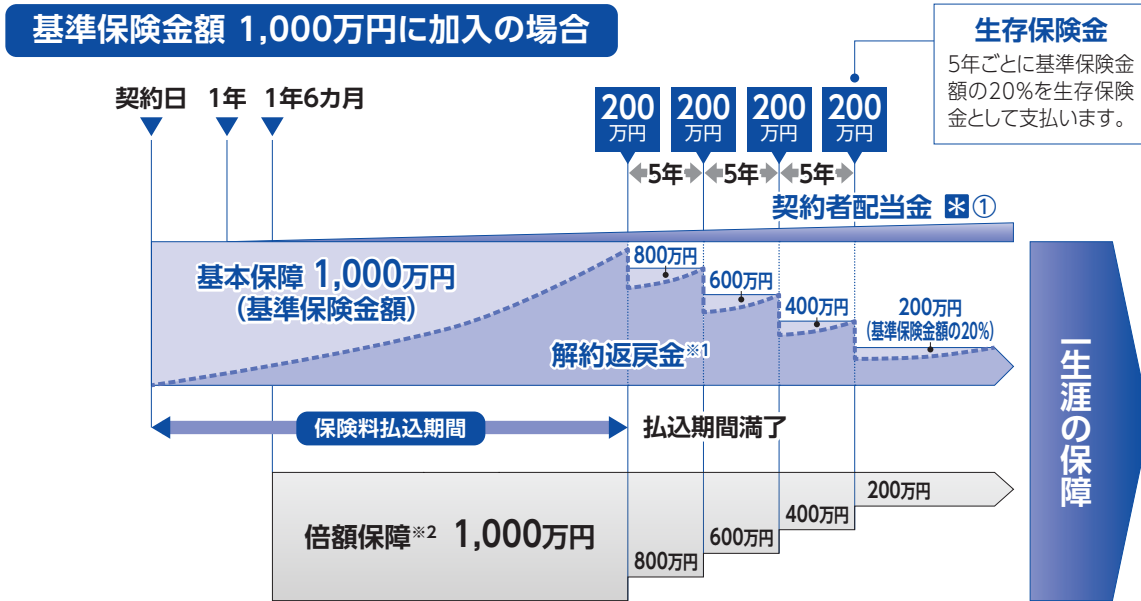 基準保険金額 1,000万円に加入の場合
生存保険金
5年ごとに基準保険金
額の20%を生存保険
金として支払います。
契約日 1年 1年6カ月
200 200 200 200
万円 万円 万円 万円
5年 5年 5年
契約者配当金 *①
基本保障 1,000万円
(基準保険金額)
800万円
600万円
400万円
200万円
(基準保険金額の20%)
解約返戻金※1
保険料払込期間
払込期間満了
倍額保障※2 1,000万円
800万円
600万円
400万円
200万円
一生涯の保障